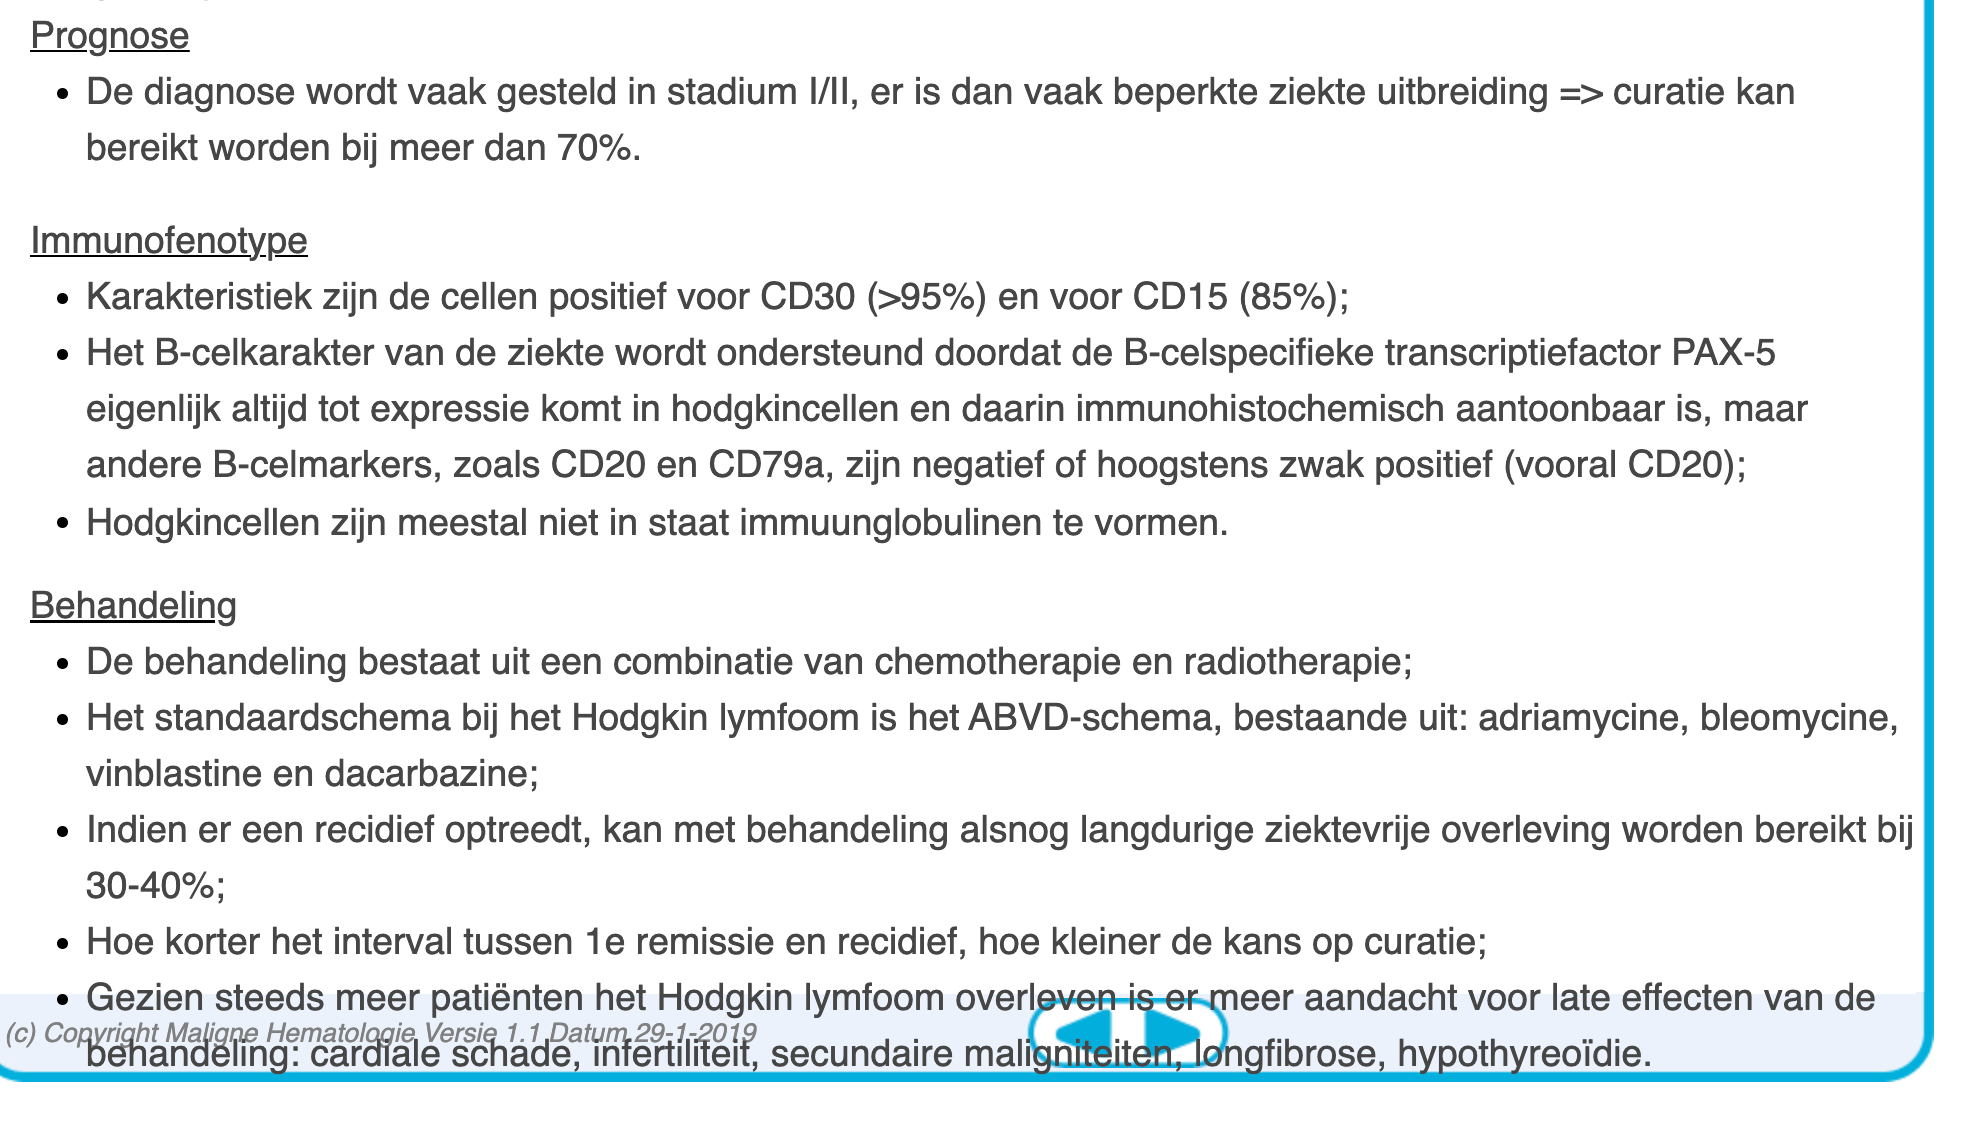 Prognose
• De diagnose wordt vaak gesteld in stadium I/II, er is dan vaak beperkte ziekte uitbreiding => curatie kan
bereikt worden bij meer dan 70%.
Immunofenotype
• Karakteristiek zijn de cellen positief voor CD30 (>95%) en voor CD15 (85%);
• Het B-celkarakter van de ziekte wordt ondersteund doordat de B-celspecifieke transcriptiefactor PAX-5
eigenlijk altijd tot expressie komt in hodgkincellen en daarin immunohistochemisch aantoonbaar is, maar
andere B-celmarkers, zoals CD20 en CD79a, zijn negatief of hoogstens zwak positief (vooral CD20);
• Hodgkincellen zijn meestal niet in staat immuunglobulinen te vormen.
Behandeling
• De behandeling bestaat uit een combinatie van chemotherapie en radiotherapie;
• Het standaardschema bij het Hodgkin lymfoom is het ABVD-schema, bestaande uit: adriamycine, bleomycine,
vinblastine en dacarbazine;
• Indien er een recidief optreedt, kan met behandeling alsnog langdurige ziektevrije overleving worden bereikt bij
30-40%;
• Hoe korter het interval tussen 1e remissie en recidief, hoe kleiner de kans op curatie;
• Gezien steeds meer patiënten het Hodgkin lymfoom overleven is er meer aandacht voor late effecten van de
(c) Copyright Maligne Hematologie Versie 1.1 Datum 29-1-2019
behandeling: cardiale schade, infertiliteit, secundaire maligniteiten, longfibrose, hypothyreoïdie.